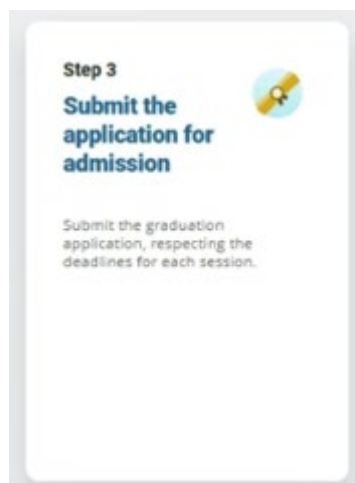 Step 3
Submit the
application for
admission
Submit the graduation
application, respecting the
deadlines for each session.